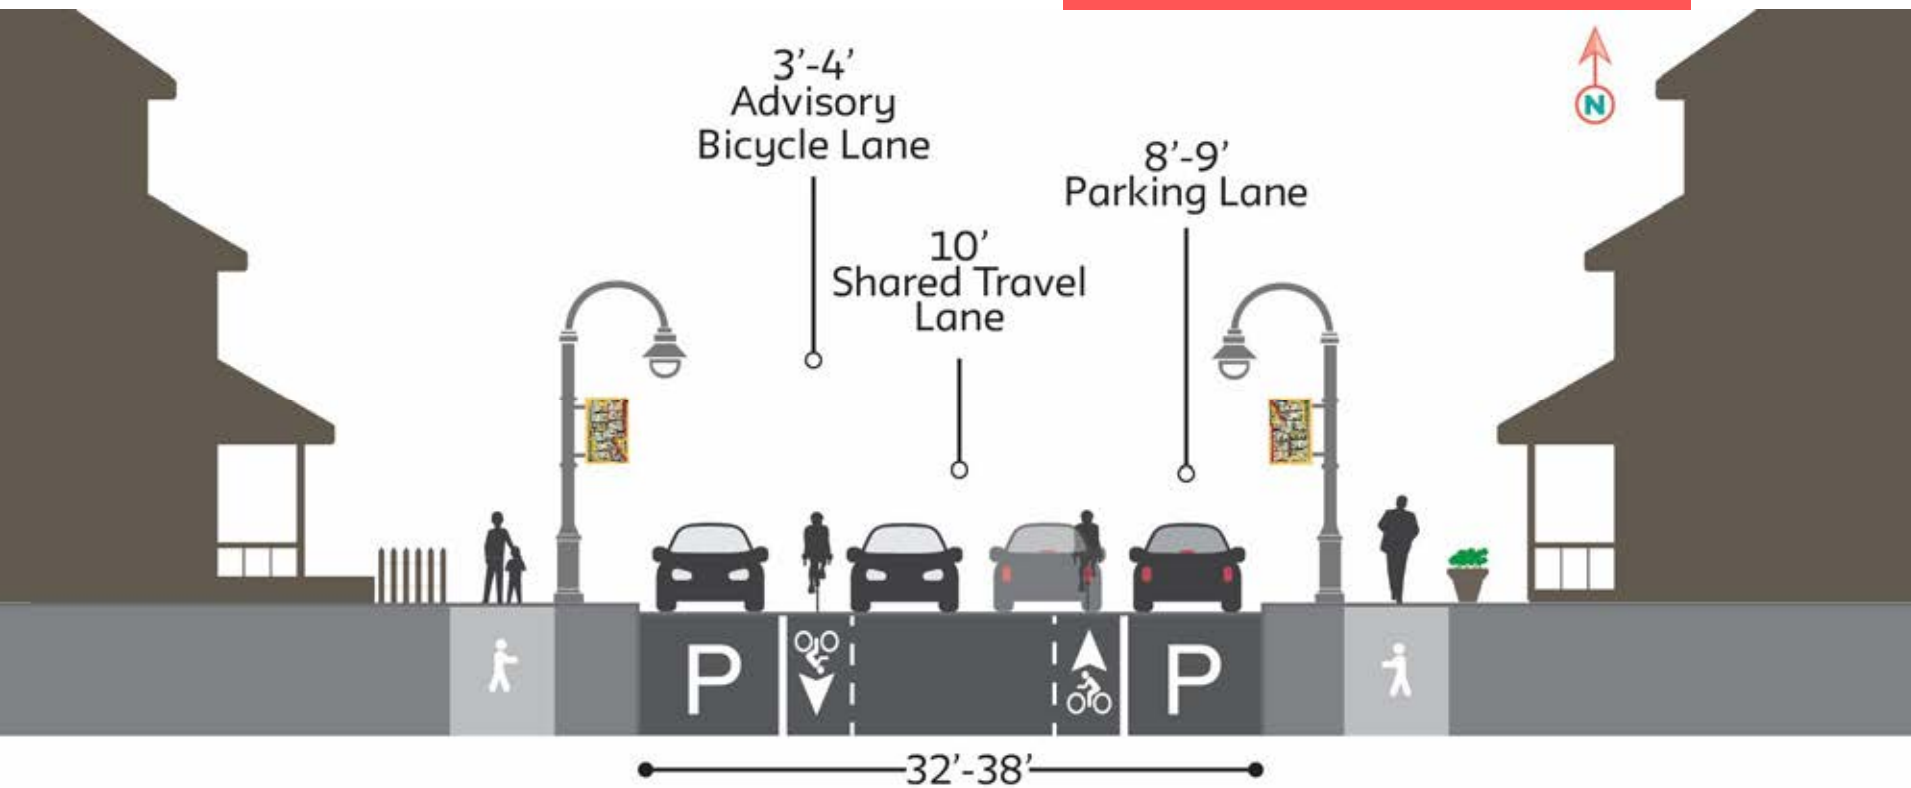 3’-4’
Advisory
Bicycle Lane
8’-9’
Parking Lane
10’
Shared Travel
Lane
N
P
P
32’-38’